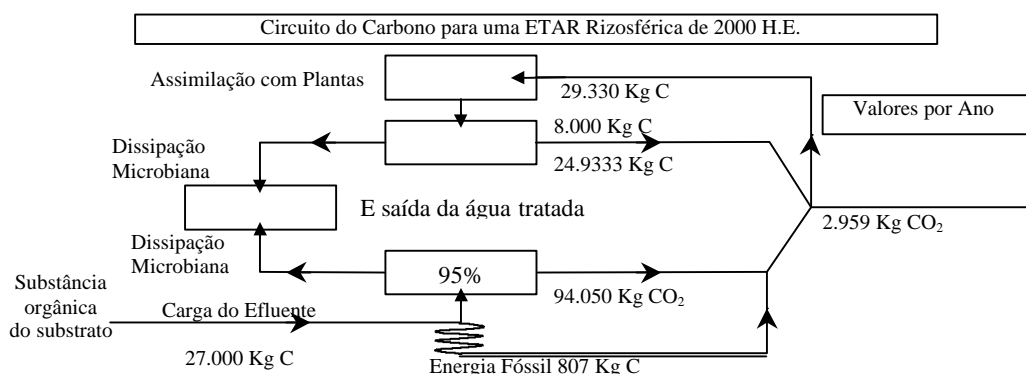 Circuito do Carbono para uma ETAR Rizosférica de 2000 H.E.
Assimilação com Plantas
29.330 Kg C
Valores por Ano
8.000 Kg C
24.9333 Kg C
Dissipação
Microbiana
E saída da água tratada
2.959 Kg CO₂
Dissipação
Microbiana
95%
94.050 Kg CO₂
Substância
orgânica
do substrato
Carga do Efluente
27.000 Kg C
Energia Fóssil 807 Kg C